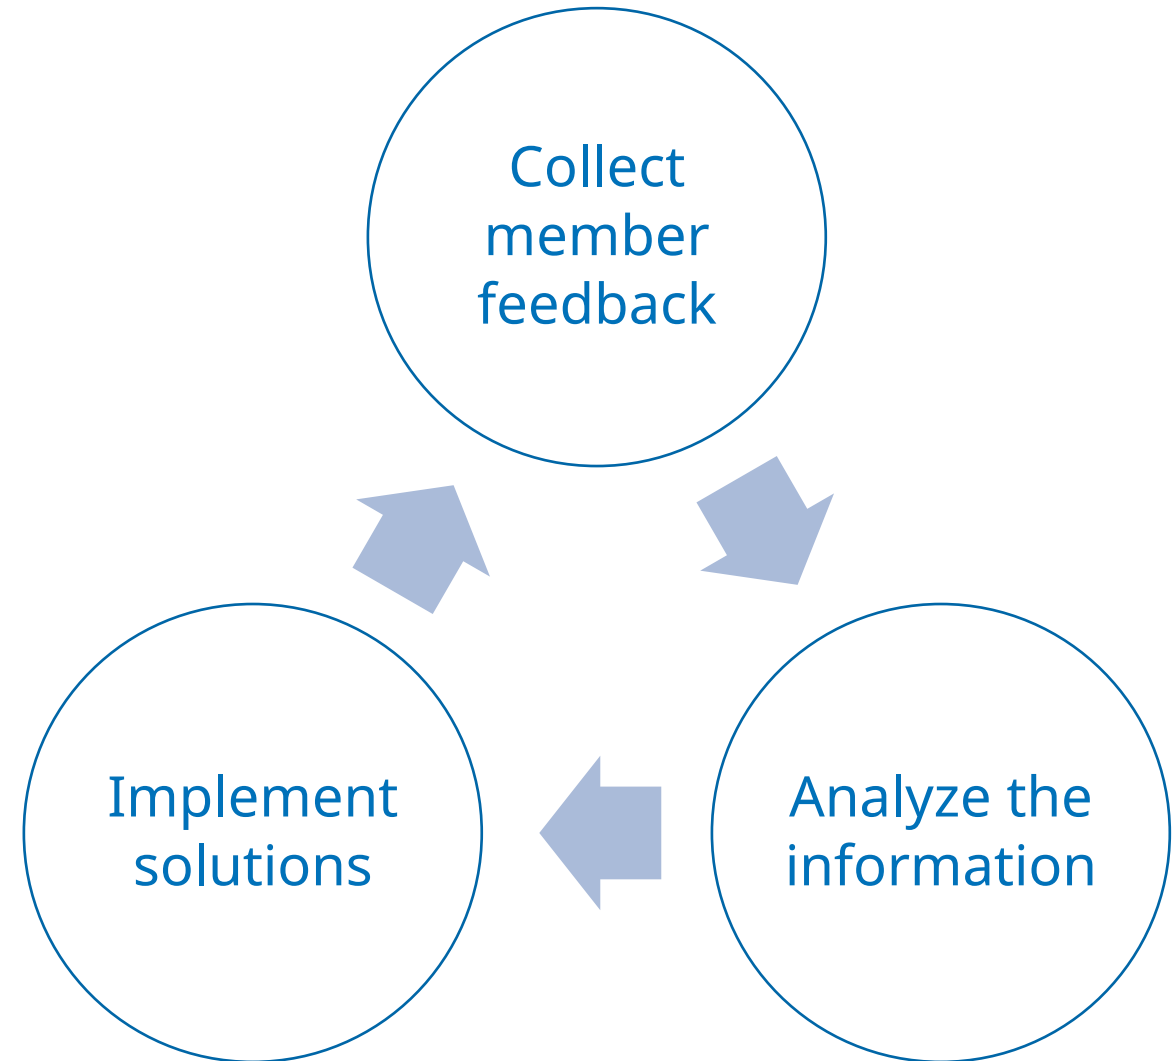 Collect
member
feedback
Analyze the
information
Implement
solutions